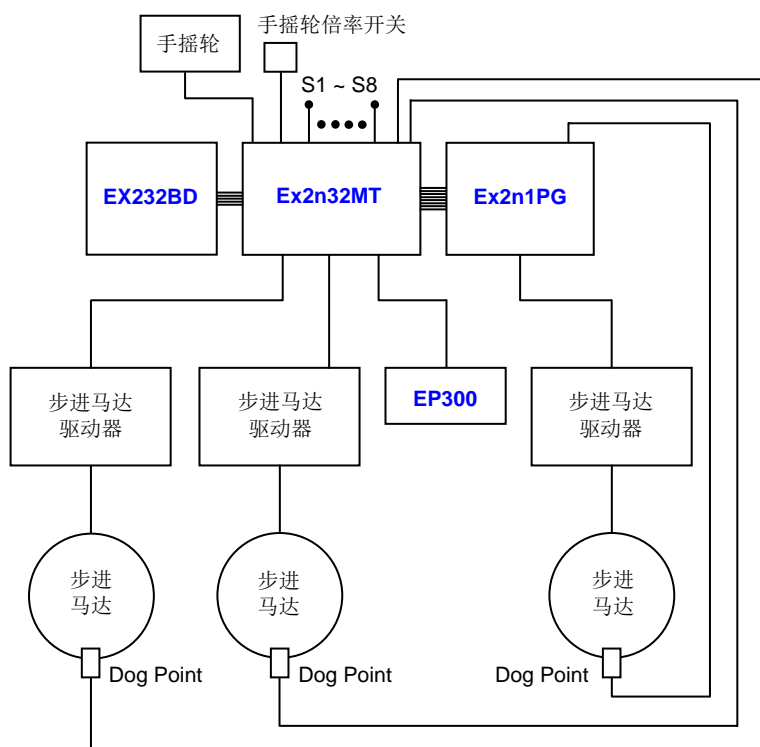 手摇轮
手摇轮倍率开关
S1 ~ S8
EX232BD
Ex2n32MT
Ex2n1PG
步进马达
驱动器
步进马达
驱动器
EP300
步进马达
驱动器
步进
马达
步进
马达
步进
马达
Dog Point
Dog Point
Dog Point